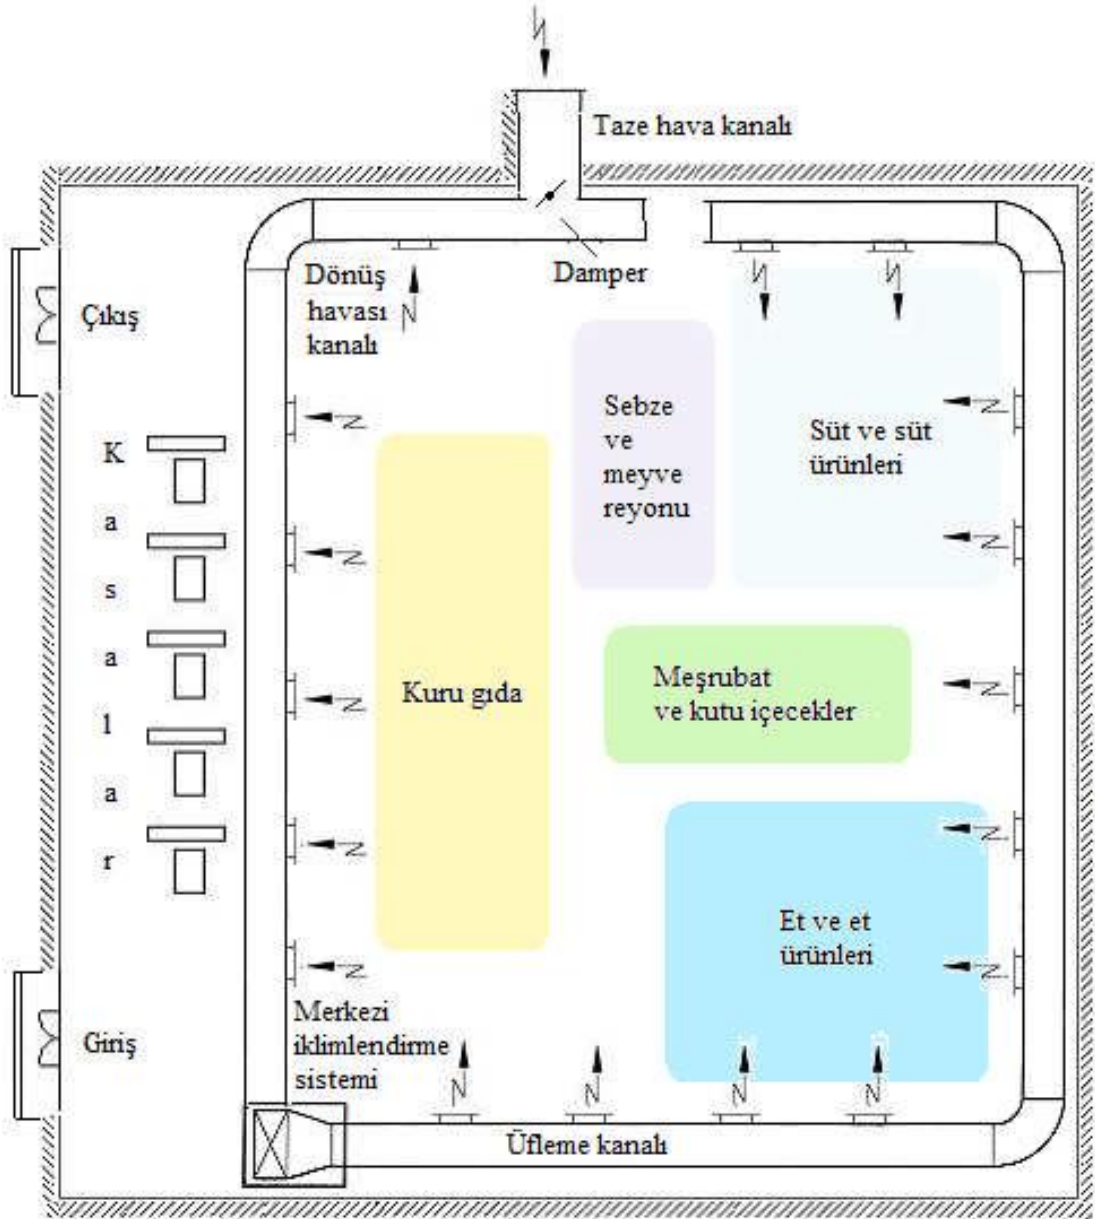 Taze hava kanalı
Damper
Dönüş
havası
kanalı
Çıkış
Sebze
ve
meyve
reyonu
Süt ve süt
ürünleri
K
a
s
a
l
a
r
Kuru gıda
Meşrubat
ve kutu içecekler
Et ve et
ürünleri
Giriş
Merkezi
iklimlendirme
sistemi
Üfleme kanalı